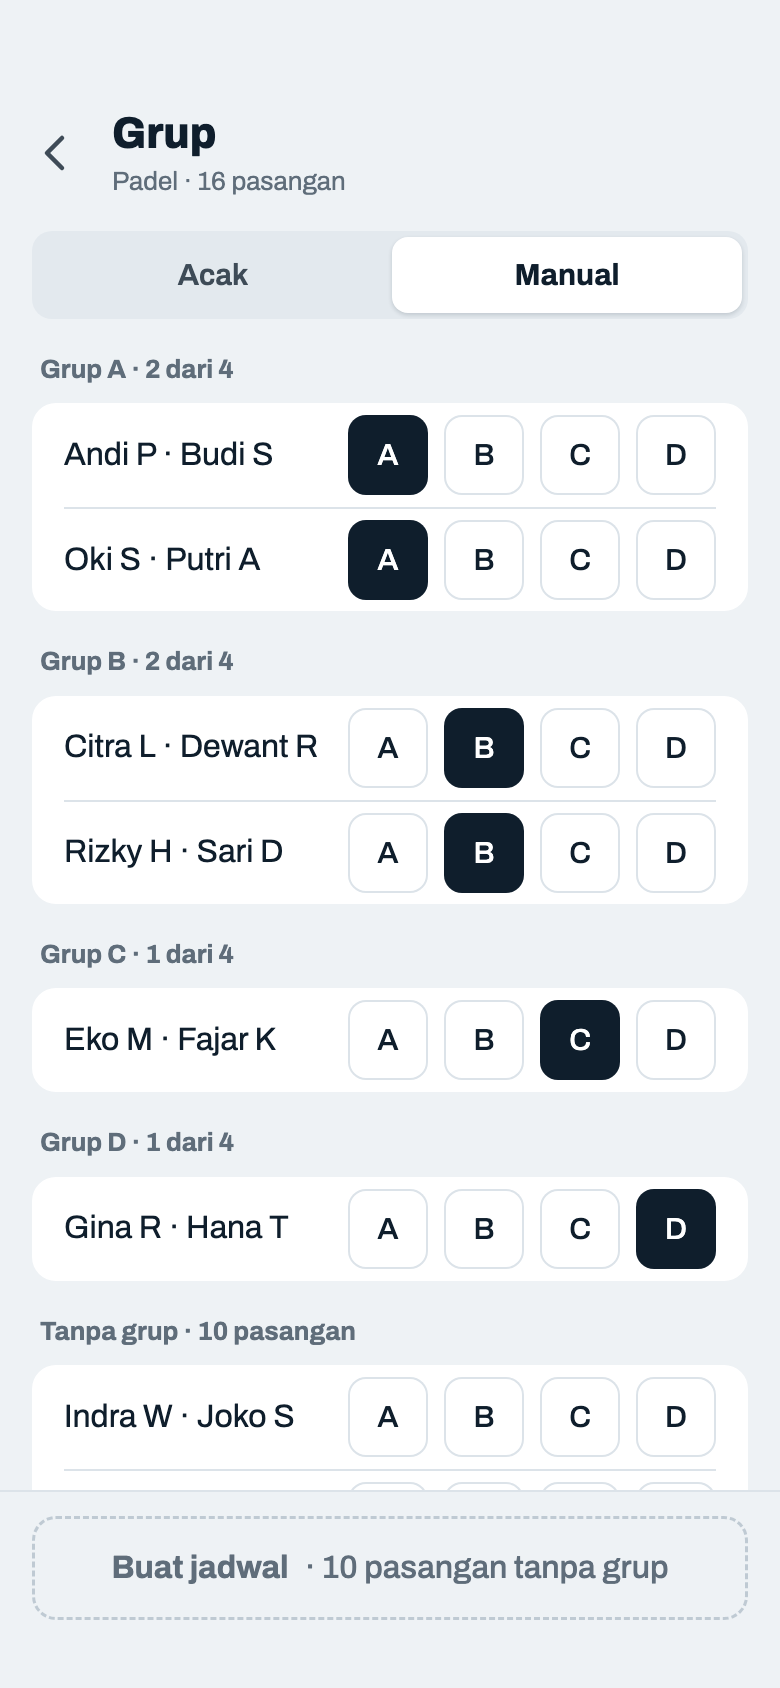 Grup
Padel · 16 pasangan
Acak Manual
Grup A · 2 dari 4
Andi P · Budi S A B C D
Oki S · Putri A A B C D
Grup B · 2 dari 4
Citra L · Dewant R A B C D
Rizky H · Sari D A B C D
Grup C · 1 dari 4
Eko M · Fajar K A B C D
Grup D · 1 dari 4
Gina R · Hana T A B C D
Tanpa grup · 10 pasangan
Indra W · Joko S A B C D
Buat jadwal · 10 pasangan tanpa grup